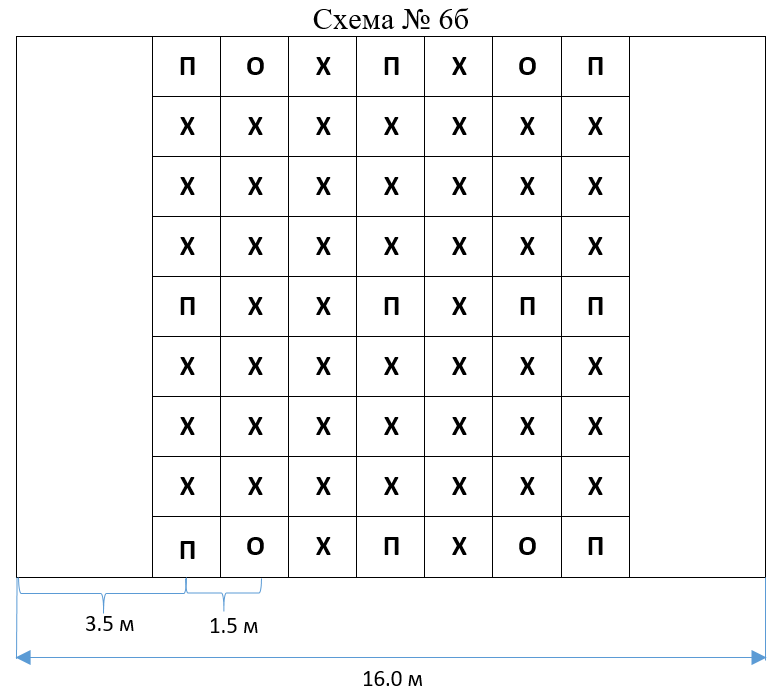 Схема № 6б
П О Х П Х О П
Х Х Х Х Х Х Х
Х Х Х Х Х Х Х
Х Х Х Х Х Х Х
П Х Х П Х П П
Х Х Х Х Х Х Х
Х Х Х Х Х Х Х
Х Х Х Х Х Х Х
П О Х П Х О П
3.5 м 1.5 м
16.0 м